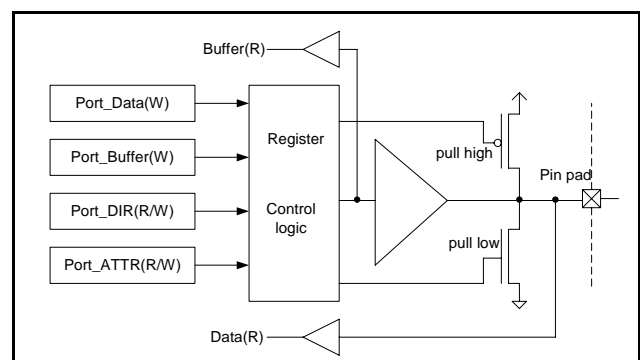 Buffer(R)
Port_Data(W)
Port_Buffer(W)
Port_DIR(R/W)
Port_ATTR(R/W)
Register
Control
logic
pull high
Pin pad
pull low
Data(R)